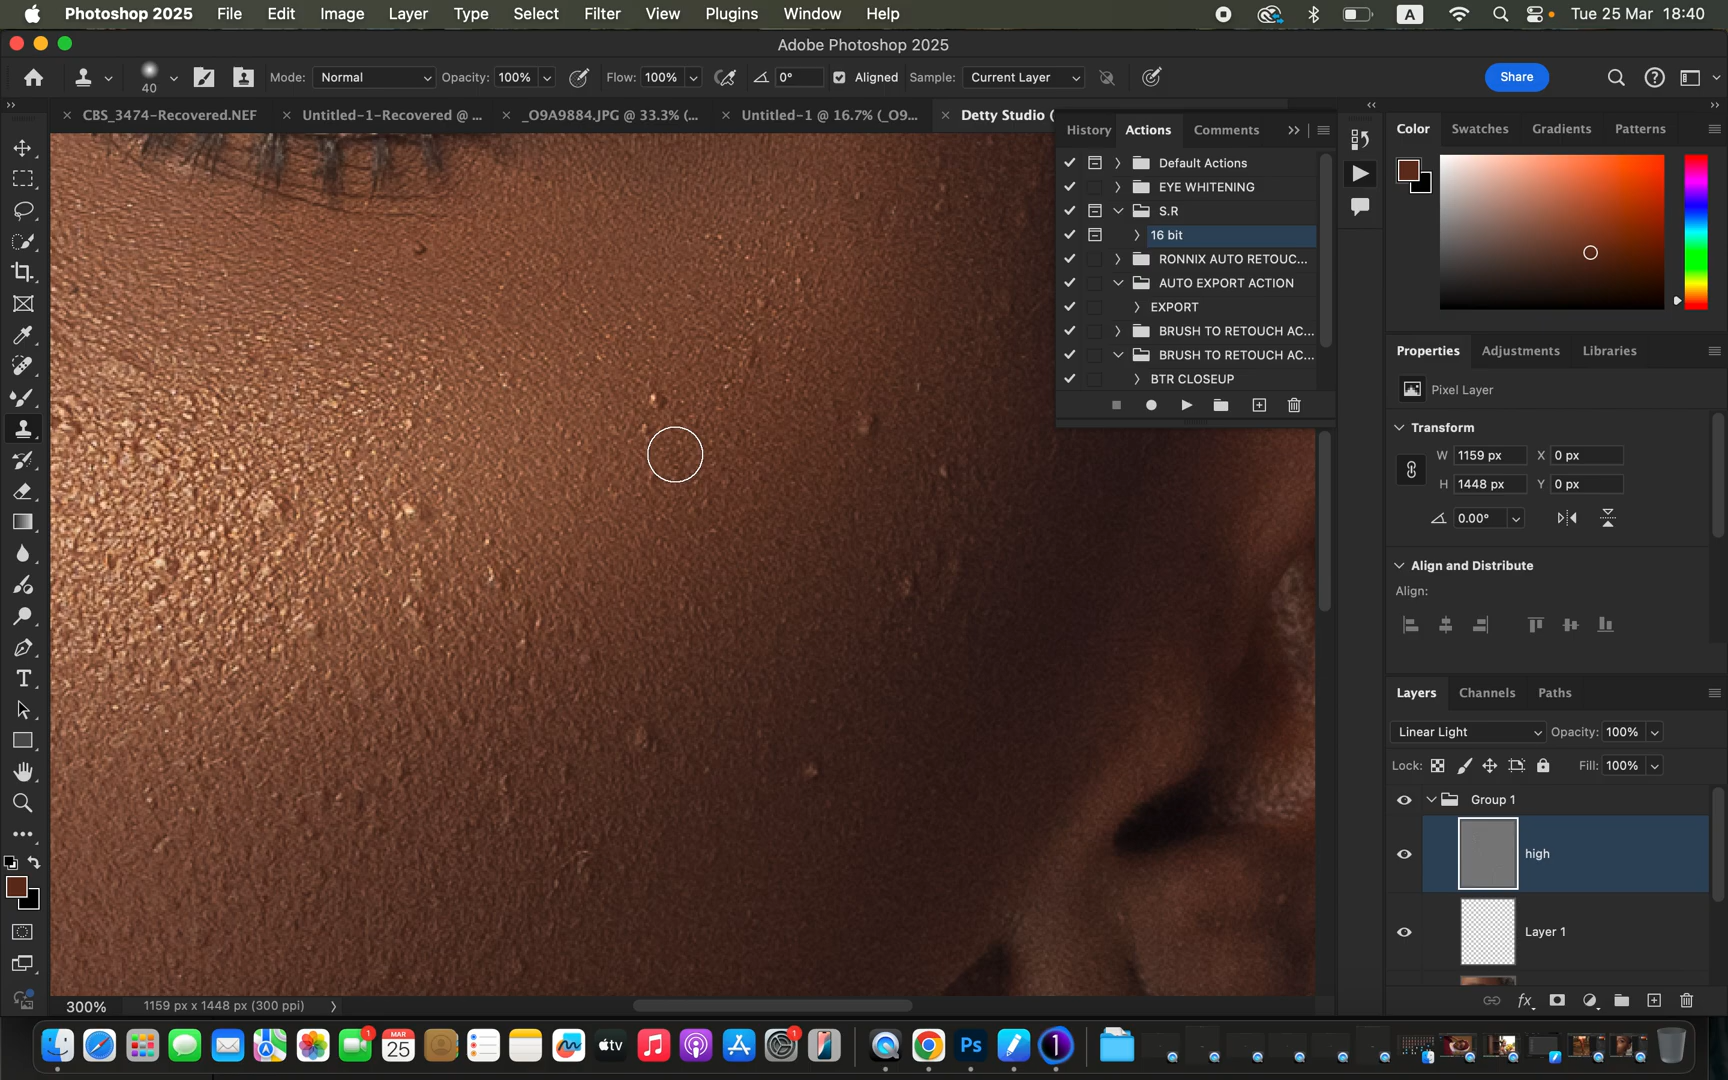 Photoshop 2025 File Edit Image Layer Type Select Filter View Plugins Window Help A Tue 25 Mar 18:40
Adobe Photoshop 2025
40 Mode: Normal Opacity: 100% Flow: 100% 0° Aligned Sample: Current Layer Share
CBS_3474-Recovered.NEF Untitled-1-Recovered @ ... _O9A9884.JPG @ 33.3% (... Untitled-1 @ 16.7% (_O9... Detty Studio (
History Actions Comments
Default Actions
EYE WHITENING
S.R
16 bit
RONNIX AUTO RETOUC...
AUTO EXPORT ACTION
EXPORT
BRUSH TO RETOUCH AC...
BRUSH TO RETOUCH AC...
BTR CLOSEUP
Color Swatches Gradients Patterns
Properties Adjustments Libraries
Pixel Layer
Transform
W 1159 px X 0 px
H 1448 px Y 0 px
0.00°
Align and Distribute
Align:
Layers Channels Paths
Linear Light Opacity: 100%
Lock: Fill: 100%
Group 1
high
Layer 1
fx
300% 1159 px x 1448 px (300 ppi)
1 MAR 25 tv 1 Ps 1